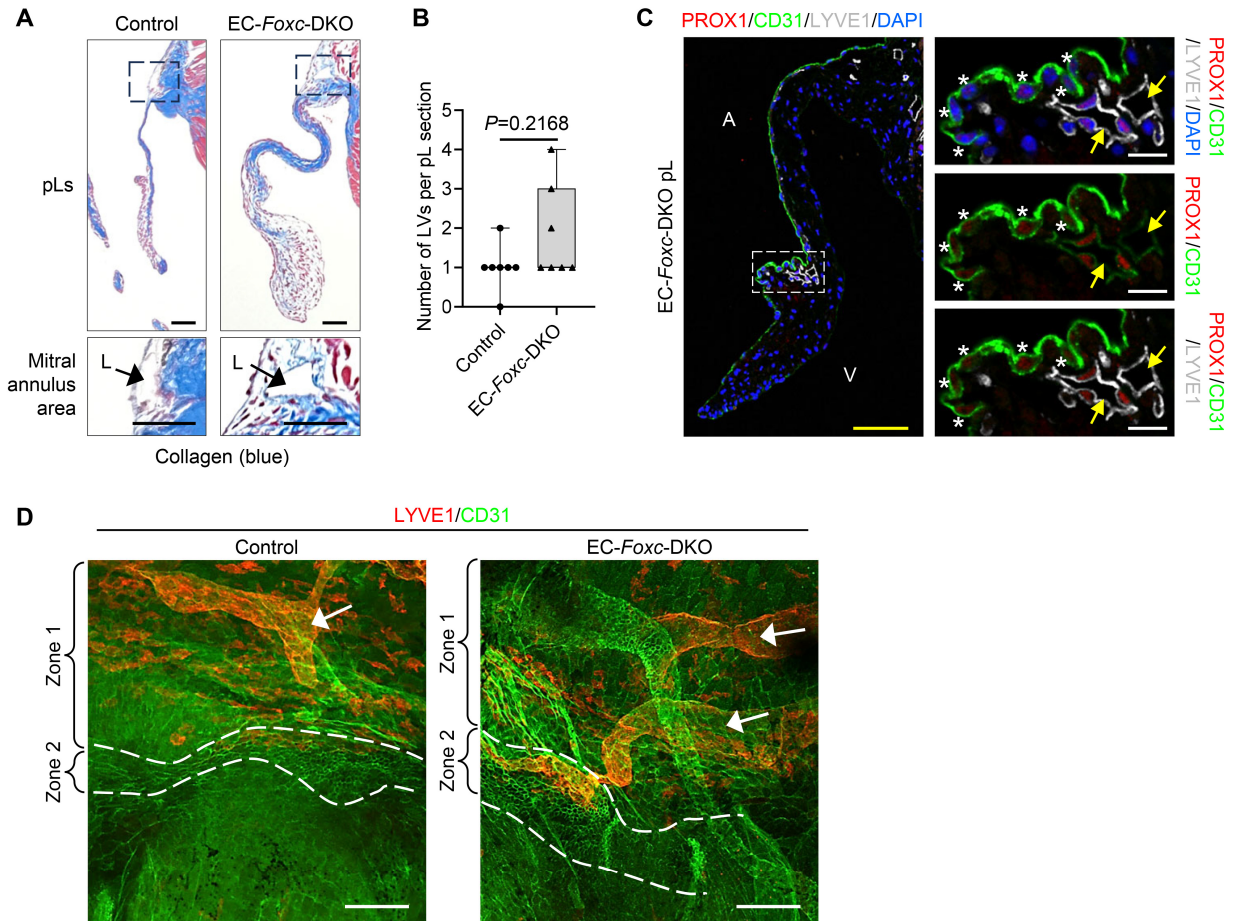 A
Control
EC-Foxc-DKO
pLs
Mitral
annulus
area
L
L
Collagen (blue)
B
Number of LVs per pL section
P=0.2168
5
4
3
2
1
0
Control
EC-Foxc-DKO
C
PROX1/CD31/LYVE1/DAPI
EC-Foxc-DKO pL
A
V
* * * * * *
PROX1/CD31
/LYVE1/DAPI
* * * * *
PROX1/CD31
* * * * *
PROX1/CD31
/LYVE1
D
LYVE1/CD31
Control
EC-Foxc-DKO
Zone 1
Zone 2
Zone 1
Zone 2